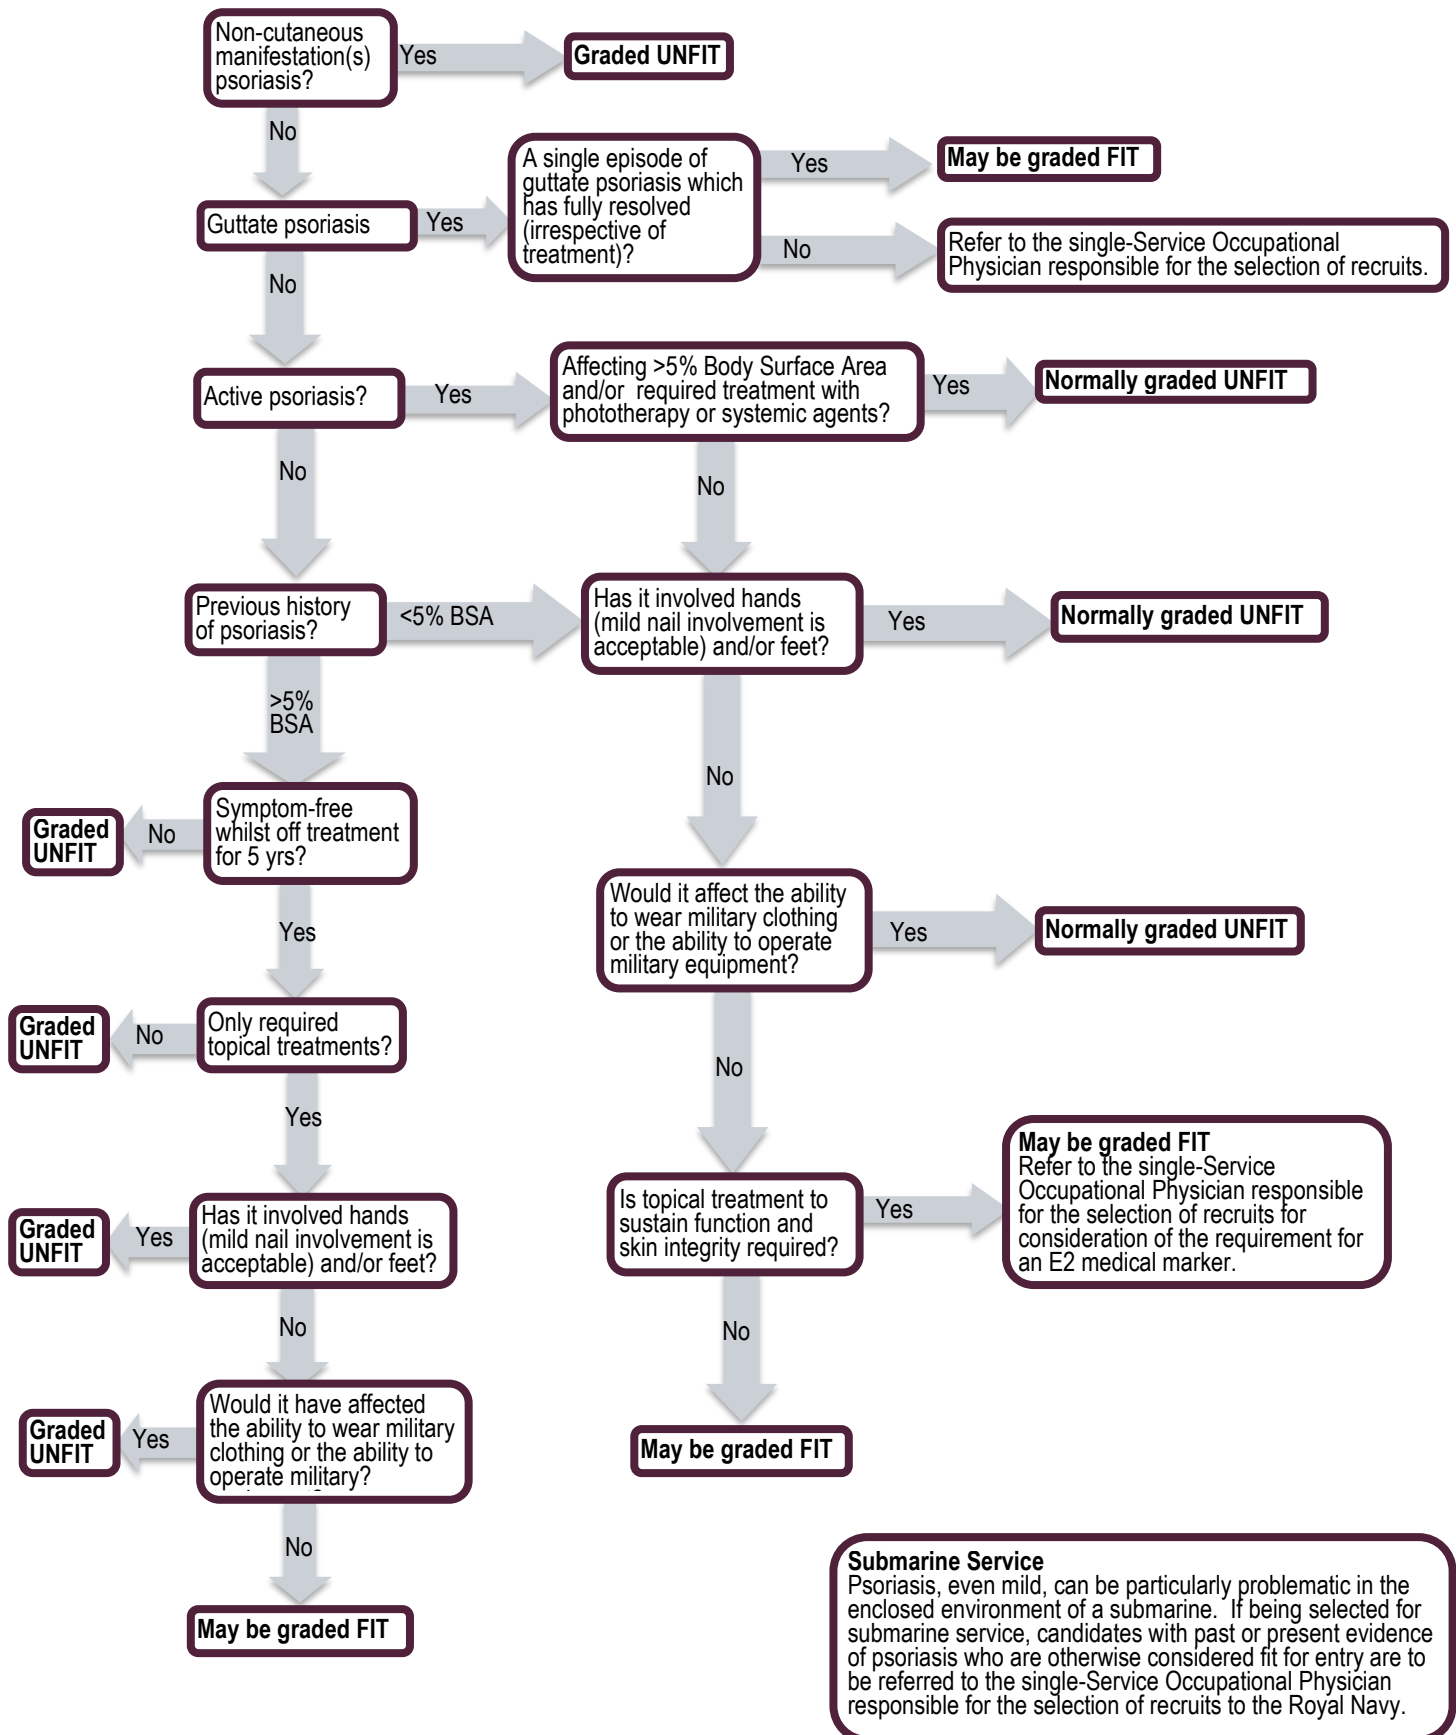 Non-cutaneous
manifestation(s)
psoriasis?
Yes
Graded UNFIT
No
Guttate psoriasis
Yes
A single episode of
guttate psoriasis which
has fully resolved
(irrespective of
treatment)?
Yes
May be graded FIT
No
Refer to the single-Service Occupational
Physician responsible for the selection of recruits.
No
Active psoriasis?
Yes
Affecting >5% Body Surface Area
and/or required treatment with
phototherapy or systemic agents?
Yes
Normally graded UNFIT
No
No
Previous history
of psoriasis?
<5% BSA
Has it involved hands
(mild nail involvement is
acceptable) and/or feet?
Yes
Normally graded UNFIT
>5%
BSA
No
Symptom-free
whilst off treatment
for 5 yrs?
No
Graded
UNFIT
Yes
Would it affect the ability
to wear military clothing
or the ability to operate
military equipment?
Yes
Normally graded UNFIT
Only required
topical treatments?
No
Graded
UNFIT
No
Yes
Is topical treatment to
sustain function and
skin integrity required?
Yes
May be graded FIT
Refer to the single-Service
Occupational Physician responsible
for the selection of recruits for
consideration of the requirement for
an E2 medical marker.
Has it involved hands
(mild nail involvement is
acceptable) and/or feet?
Yes
Graded
UNFIT
No
No
Would it have affected
the ability to wear military
clothing or the ability to
operate military?
Yes
Graded
UNFIT
May be graded FIT
No
May be graded FIT
Submarine Service
Psoriasis, even mild, can be particularly problematic in the
enclosed environment of a submarine. If being selected for
submarine service, candidates with past or present evidence
of psoriasis who are otherwise considered fit for entry are to
be referred to the single-Service Occupational Physician
responsible for the selection of recruits to the Royal Navy.